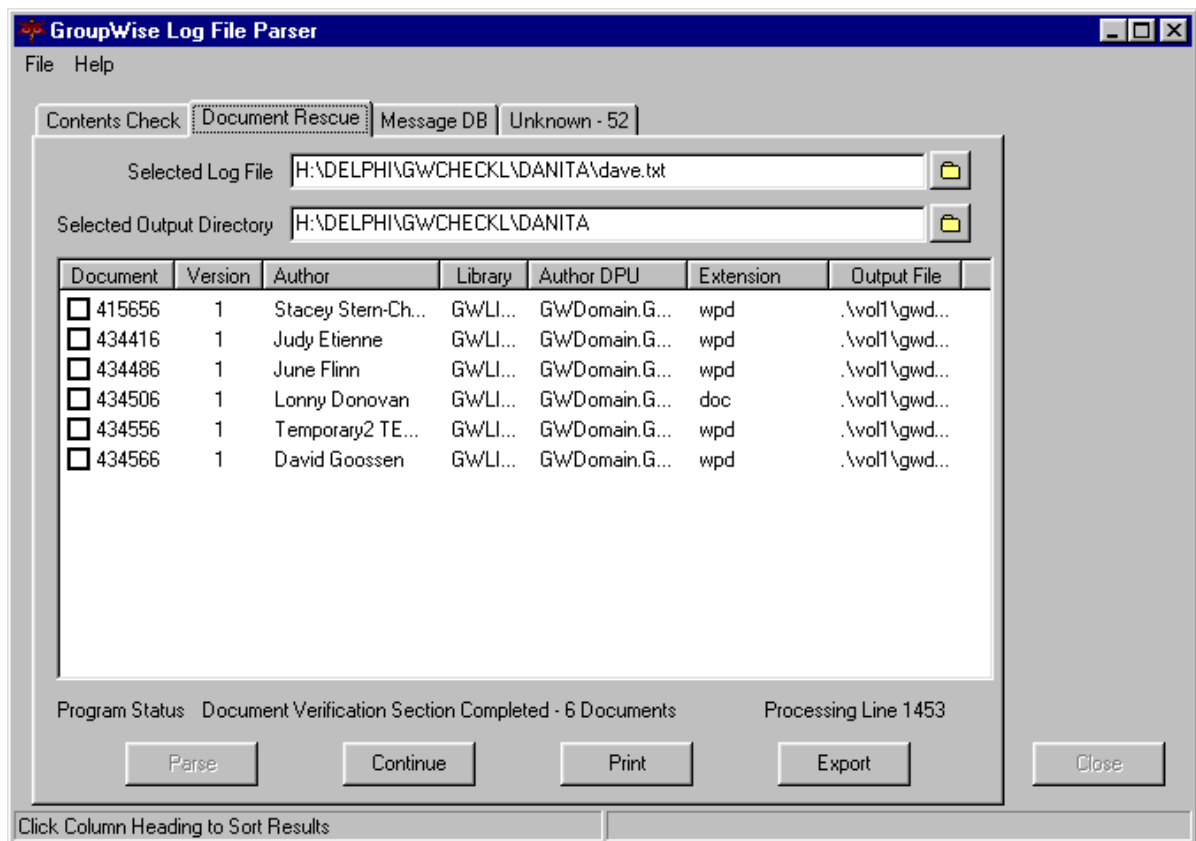 GroupWise Log File Parser
File Help
Contents Check Document Rescue Message DB Unknown - 52
Selected Log File H:\DELPHI\GWCHECKL\DANITA\dave.txt
Selected Output Directory H:\DELPHI\GWCHECKL\DANITA
Document Version Author Library Author DPU Extension Output File
415656 1 Stacey Stern-Ch... GWLI... GWDomain.G... wpd .\vol1\gwd...
434416 1 Judy Etienne GWLI... GWDomain.G... wpd .\vol1\gwd...
434486 1 June Flinn GWLI... GWDomain.G... wpd .\vol1\gwd...
434506 1 Lonny Donovan GWLI... GWDomain.G... doc .\vol1\gwd...
434556 1 Temporary2 TE... GWLI... GWDomain.G... wpd .\vol1\gwd...
434566 1 David Goossen GWLI... GWDomain.G... wpd .\vol1\gwd...
Program Status Document Verification Section Completed - 6 Documents Processing Line 1453
Parse Continue Print Export Close
Click Column Heading to Sort Results